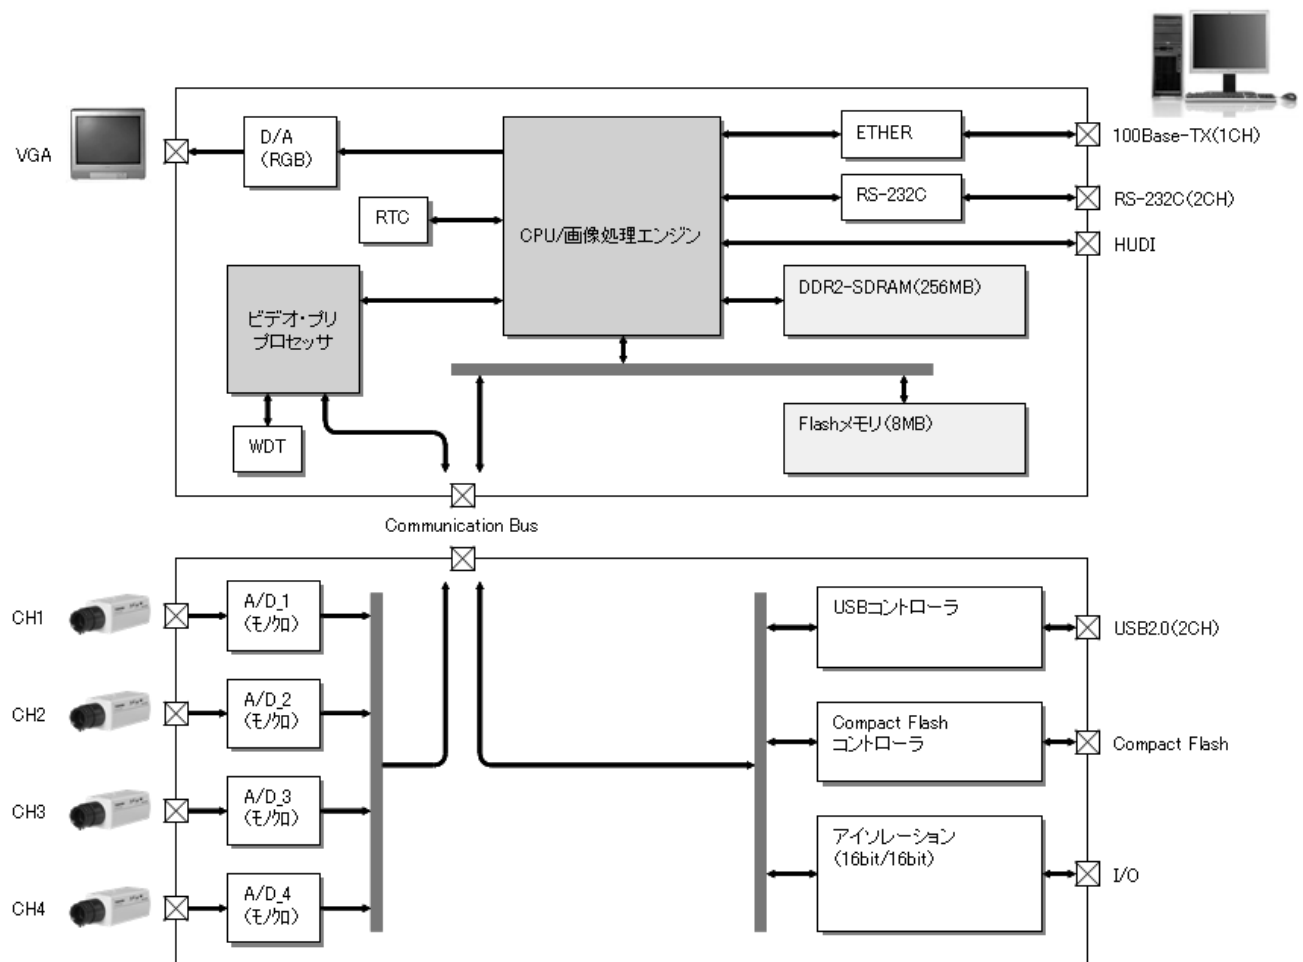 VGA
D/A
(RGB)
RTC
CPU/画像処理エンジン
ETHER
100Base-TX(1CH)
RS-232C
RS-232C(2CH)
HUDI
DDR2-SDRAM(256MB)
ビデオ・プリ
プロセッサ
WDT
Flashメモリ(8MB)
Communication Bus
CH1
A/D_1
(モノクロ)
CH2
A/D_2
(モノクロ)
CH3
A/D_3
(モノクロ)
CH4
A/D_4
(モノクロ)
USBコントローラ
USB2.0(2CH)
Compact Flash
コントローラ
Compact Flash
アイソレーション
(16bit/16bit)
I/O